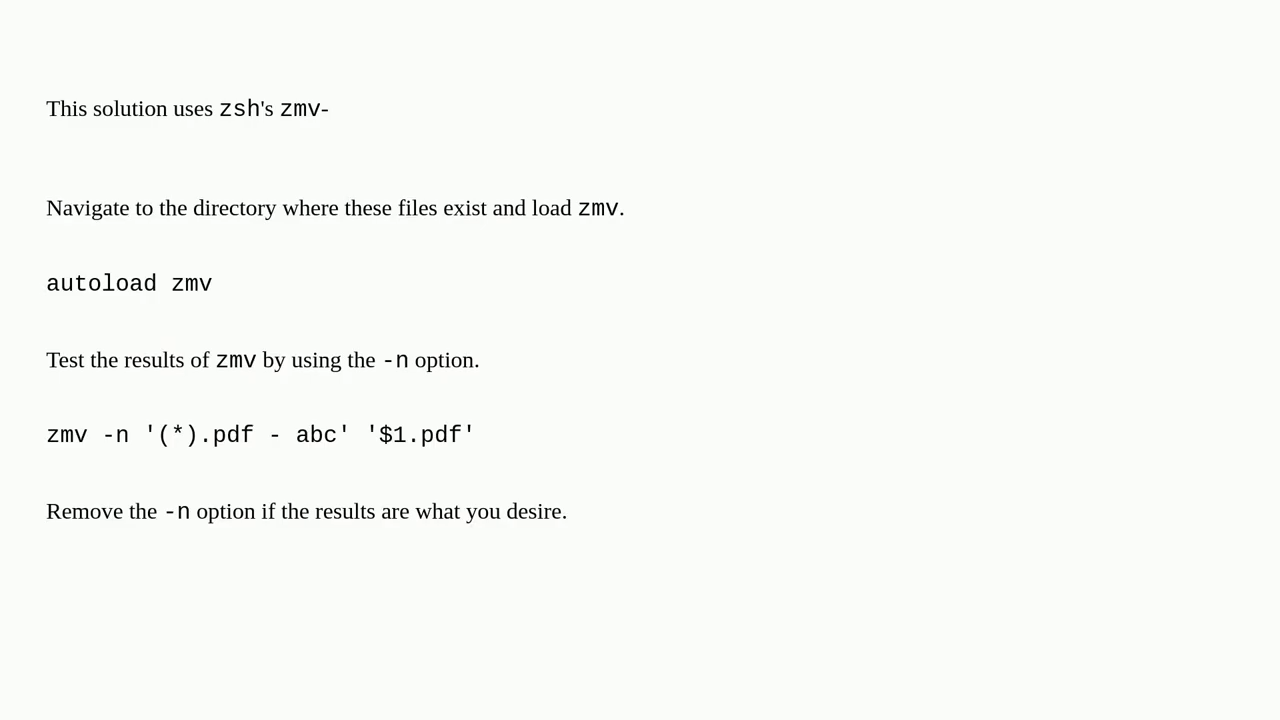 This solution uses zsh's zmv-
Navigate to the directory where these files exist and load zmv.
autoload zmv
Test the results of zmv by using the -n option.
zmv -n '(*).pdf - abc' '$1.pdf'
Remove the -n option if the results are what you desire.